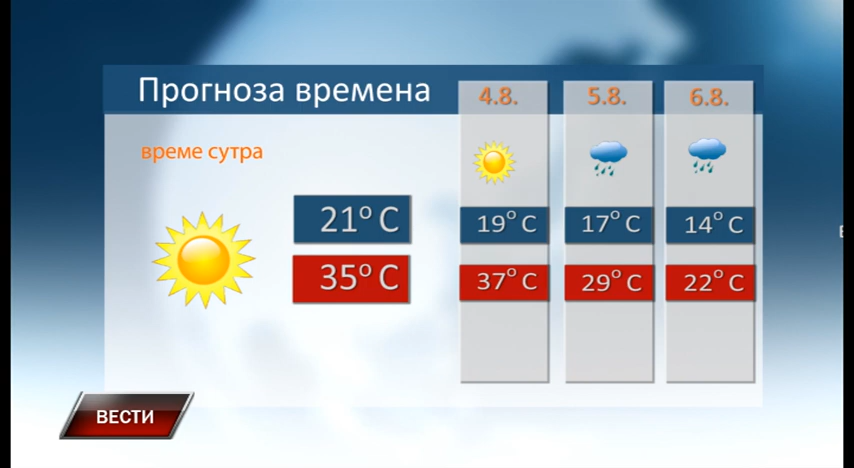 Прогноза времена
време сутра
21° C
35° C
4.8.
19° C
37° C
5.8.
17° C
29° C
6.8.
14° C
22° C
ВЕСТИ